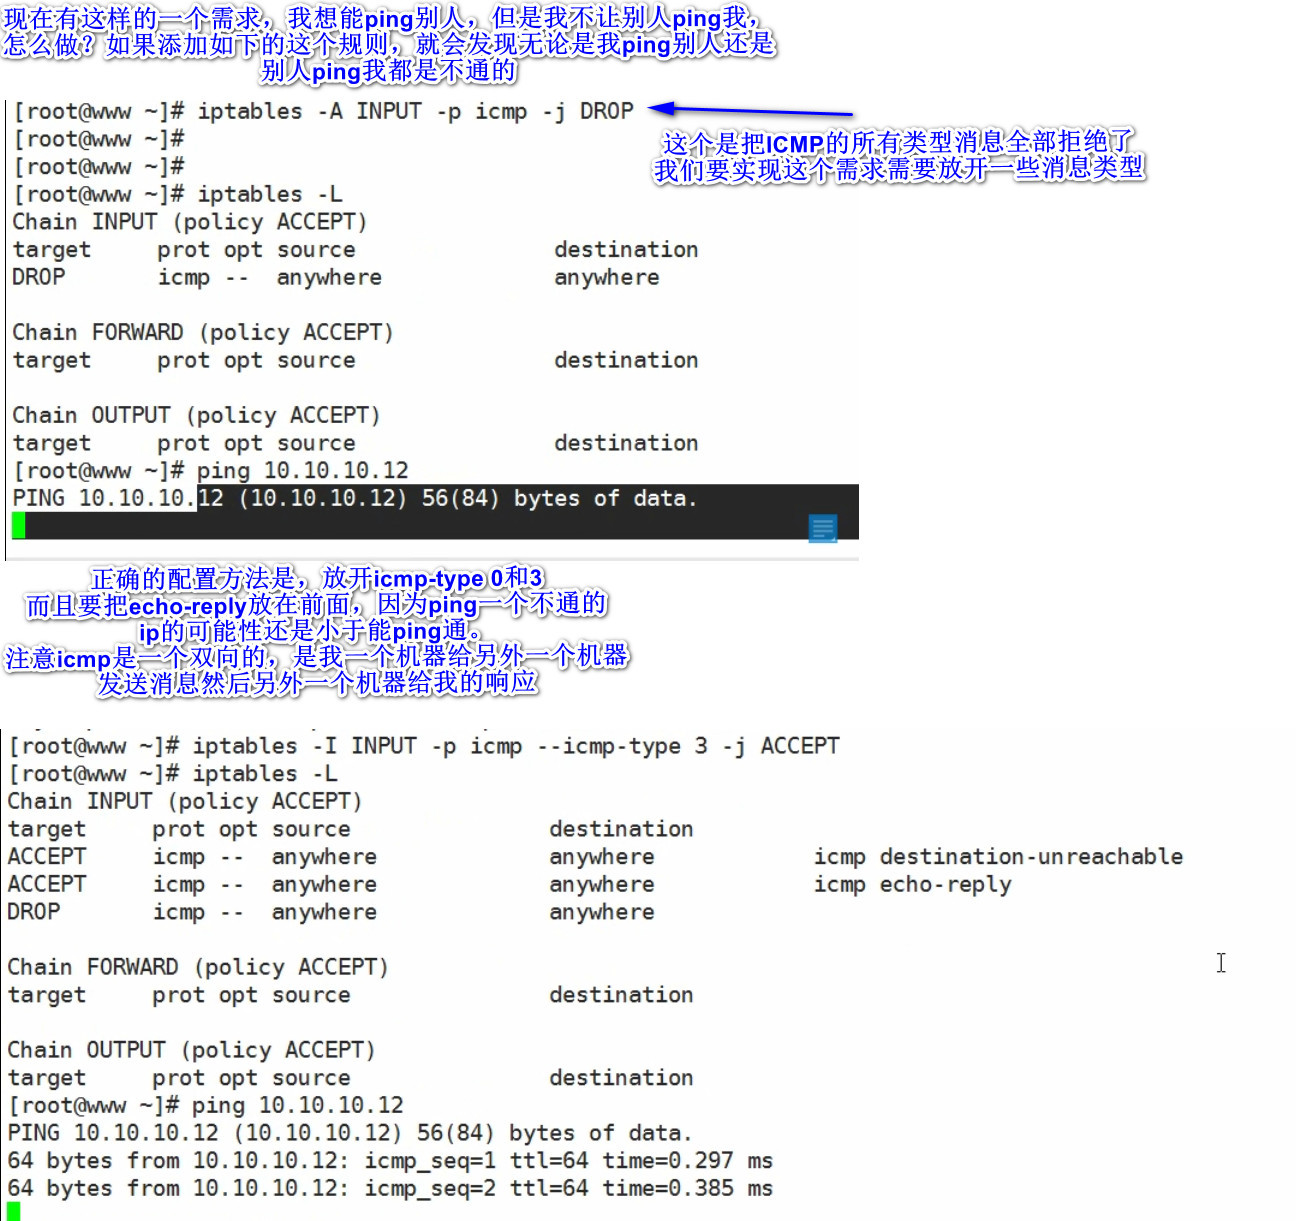 现在有这样的一个需求，我想能ping别人，但是我不让别人ping我，
怎么做？如果添加如下的这个规则，就会发现无论是我ping别人还是
别人ping我都是不通的
[root@www ~]# iptables -A INPUT -p icmp -j DROP
这个是把ICMP的所有类型消息全部拒绝了
我们要实现这个需求需要放开一些消息类型
[root@www ~]#
[root@www ~]#
[root@www ~]# iptables -L
Chain INPUT (policy ACCEPT)
target     prot opt source               destination
DROP       icmp --  anywhere             anywhere
Chain FORWARD (policy ACCEPT)
target     prot opt source               destination
Chain OUTPUT (policy ACCEPT)
target     prot opt source               destination
[root@www ~]# ping 10.10.10.12
PING 10.10.10.12 (10.10.10.12) 56(84) bytes of data.
正确的配置方法是，放开icmp-type 0和3
而且要把echo-reply放在前面，因为ping一个不通的
ip的可能性还是小于能ping通。
注意icmp是一个双向的，是我一个机器给另外一个机器
发送消息然后另外一个机器给我的响应
[root@www ~]# iptables -I INPUT -p icmp --icmp-type 3 -j ACCEPT
[root@www ~]# iptables -L
Chain INPUT (policy ACCEPT)
target     prot opt source               destination
ACCEPT     icmp --  anywhere             anywhere            icmp destination-unreachable
ACCEPT     icmp --  anywhere             anywhere            icmp echo-reply
DROP       icmp --  anywhere             anywhere
Chain FORWARD (policy ACCEPT)
target     prot opt source               destination
Chain OUTPUT (policy ACCEPT)
target     prot opt source               destination
[root@www ~]# ping 10.10.10.12
PING 10.10.10.12 (10.10.10.12) 56(84) bytes of data.
64 bytes from 10.10.10.12: icmp_seq=1 ttl=64 time=0.297 ms
64 bytes from 10.10.10.12: icmp_seq=2 ttl=64 time=0.385 ms